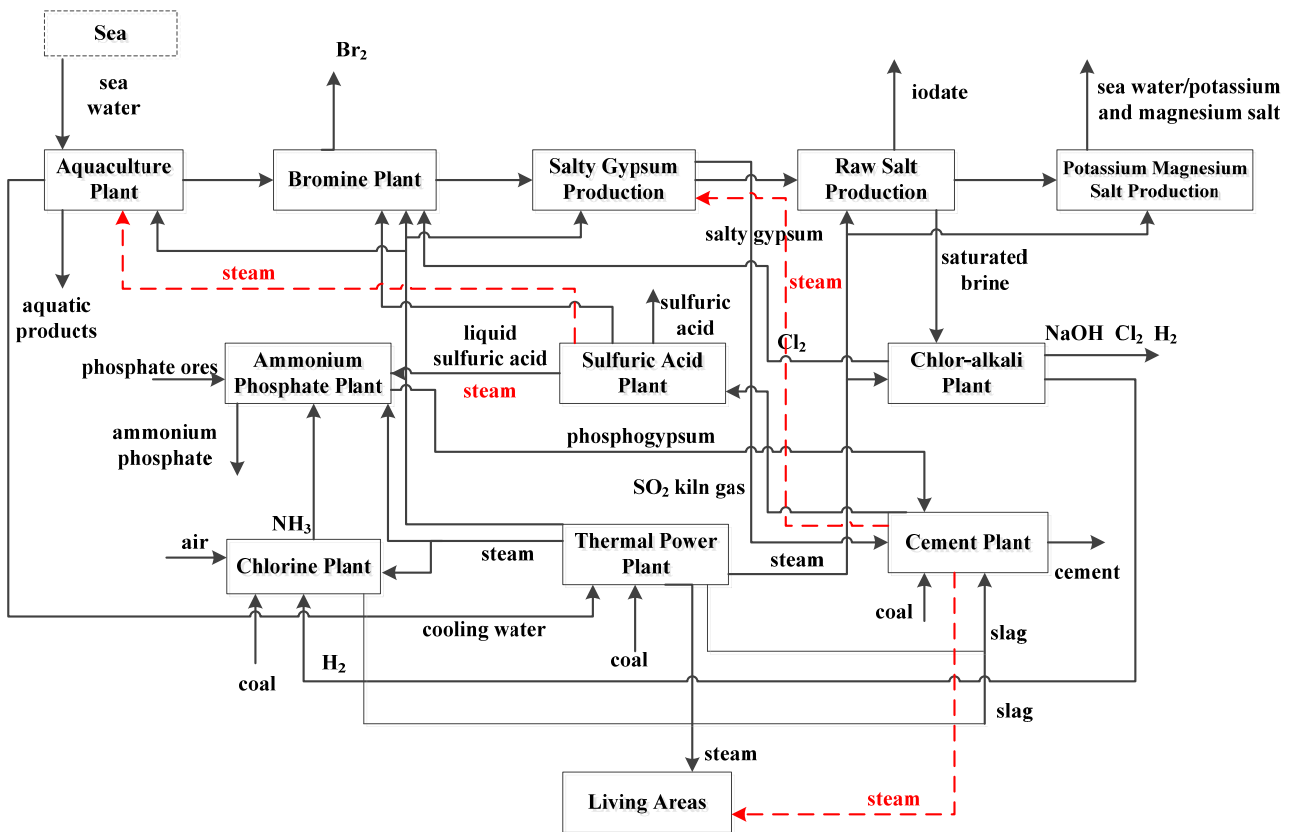 Sea
Br₂
sea
water
iodate
sea water/potassium
and magnesium salt
Aquaculture
Plant
Bromine Plant
Salty Gypsum
Production
Raw Salt
Production
Potassium Magnesium
Salt Production
salty gypsum
steam
steam
saturated
brine
aquatic
products
sulfuric
acid
liquid
sulfuric acid
Cl₂
NaOH Cl₂ H₂
phosphate ores
Ammonium
Phosphate Plant
steam
Sulfuric Acid
Plant
Chlor-alkali
Plant
ammonium
phosphate
phosphogypsum
SO₂ kiln gas
NH₃
air
Chlorine Plant
steam
Thermal Power
Plant
steam
Cement Plant
cement
coal
cooling water
slag
coal
H₂
coal
slag
steam
Living Areas
steam